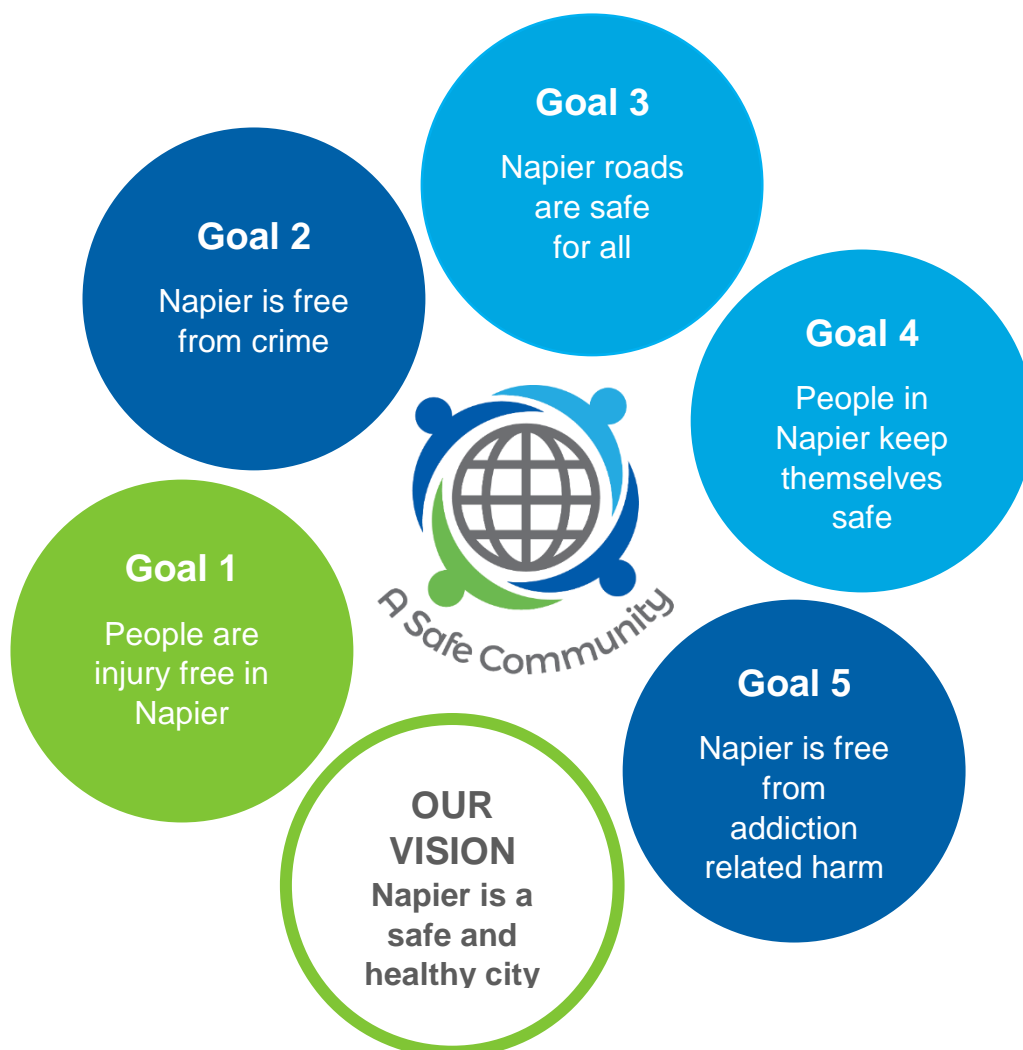 Goal 3
Napier roads
are safe
for all
Goal 2
Napier is free
from crime
Goal 4
People in
Napier keep
themselves
safe
A Safe Community
Goal 1
People are
injury free in
Napier
Goal 5
Napier is free
from
addiction
related harm
OUR
VISION
Napier is a
safe and
healthy city